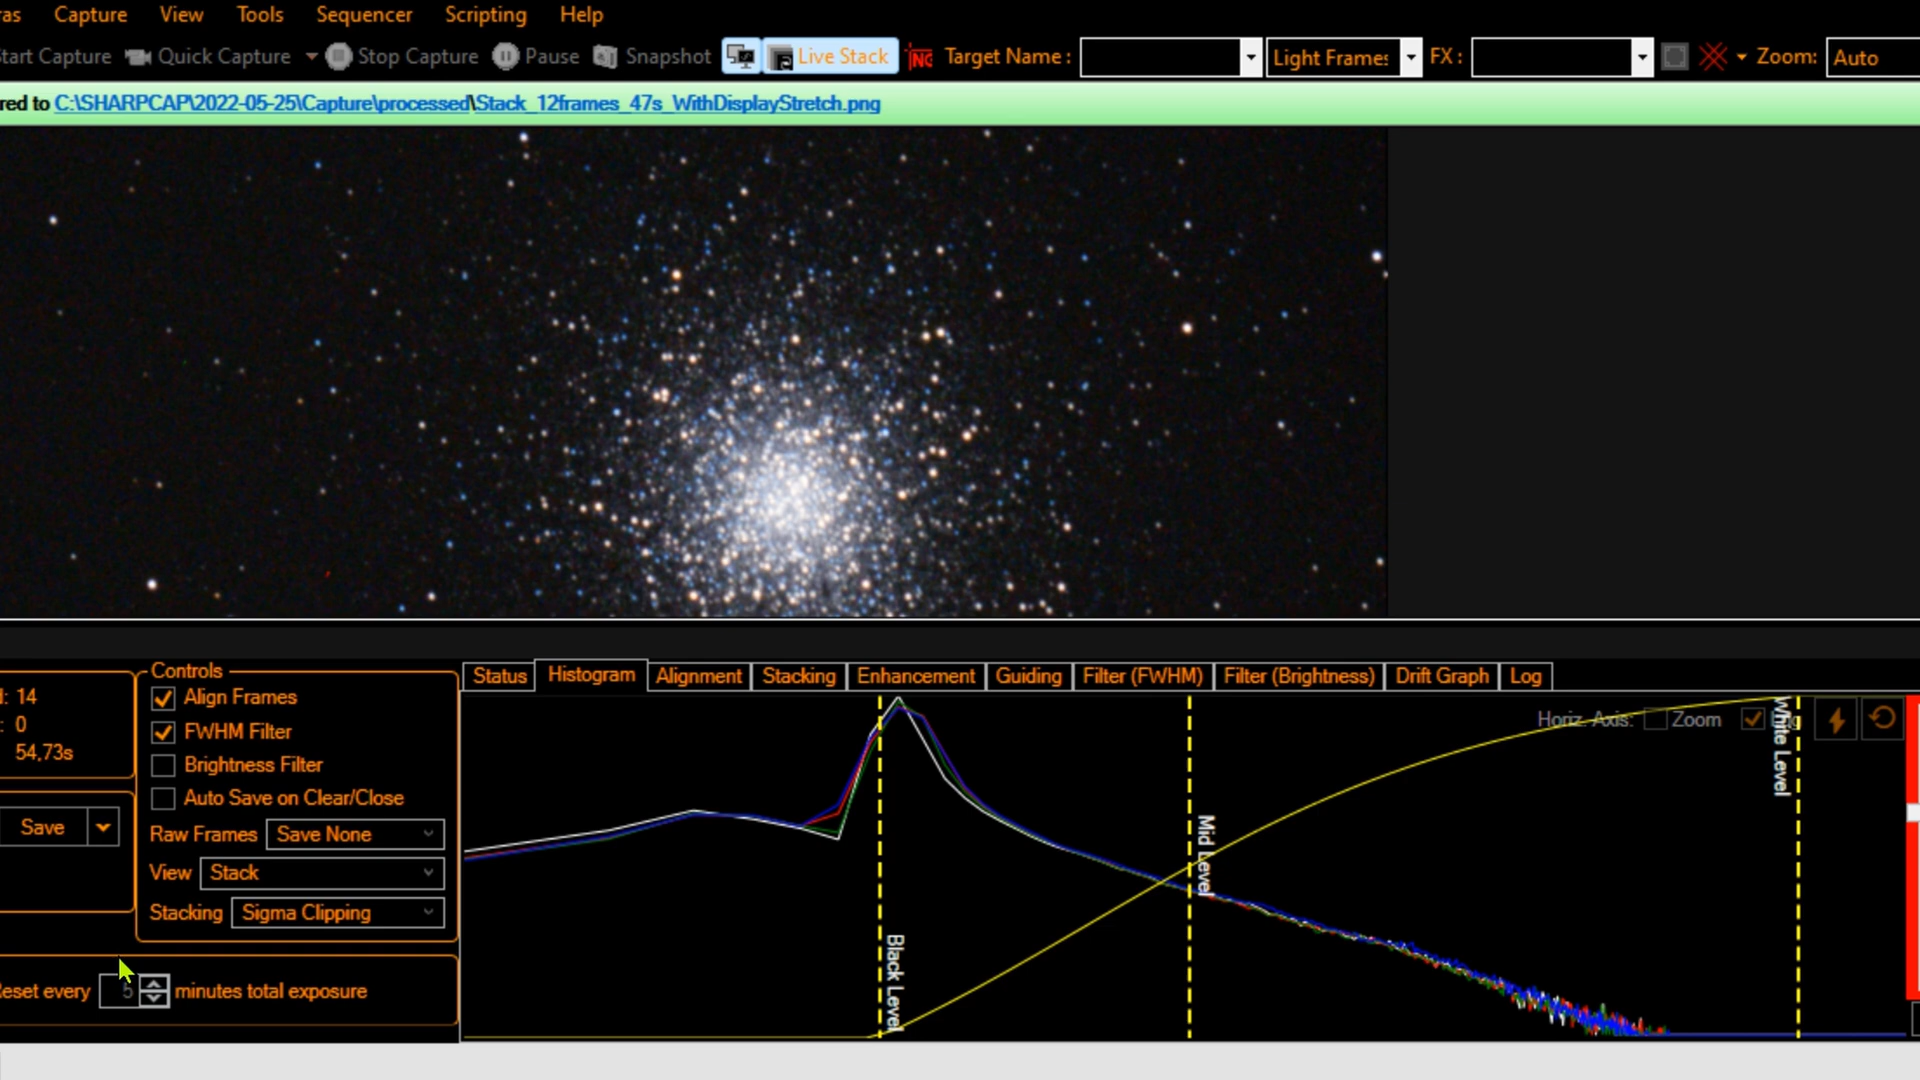 ras Capture View Tools Sequencer Scripting Help
tart Capture Quick Capture Stop Capture Pause Snapshot Live Stack NC Target Name : Light Frames FX : Zoom: Auto
red to C:\SHARPCAP\2022-05-25\Capture\processed\Stack_12frames_47s_WithDisplayStretch.png
d: 14
: 0
54,73s
Save
Controls
Align Frames
FWHM Filter
Brightness Filter
Auto Save on Clear/Close
Raw Frames Save None
View Stack
Stacking Sigma Clipping
eset every 5 minutes total exposure
Status Histogram Alignment Stacking Enhancement Guiding Filter (FWHM) Filter (Brightness) Drift Graph Log
Horiz. Axis: Zoom
Black Level
Mid Level
White Level